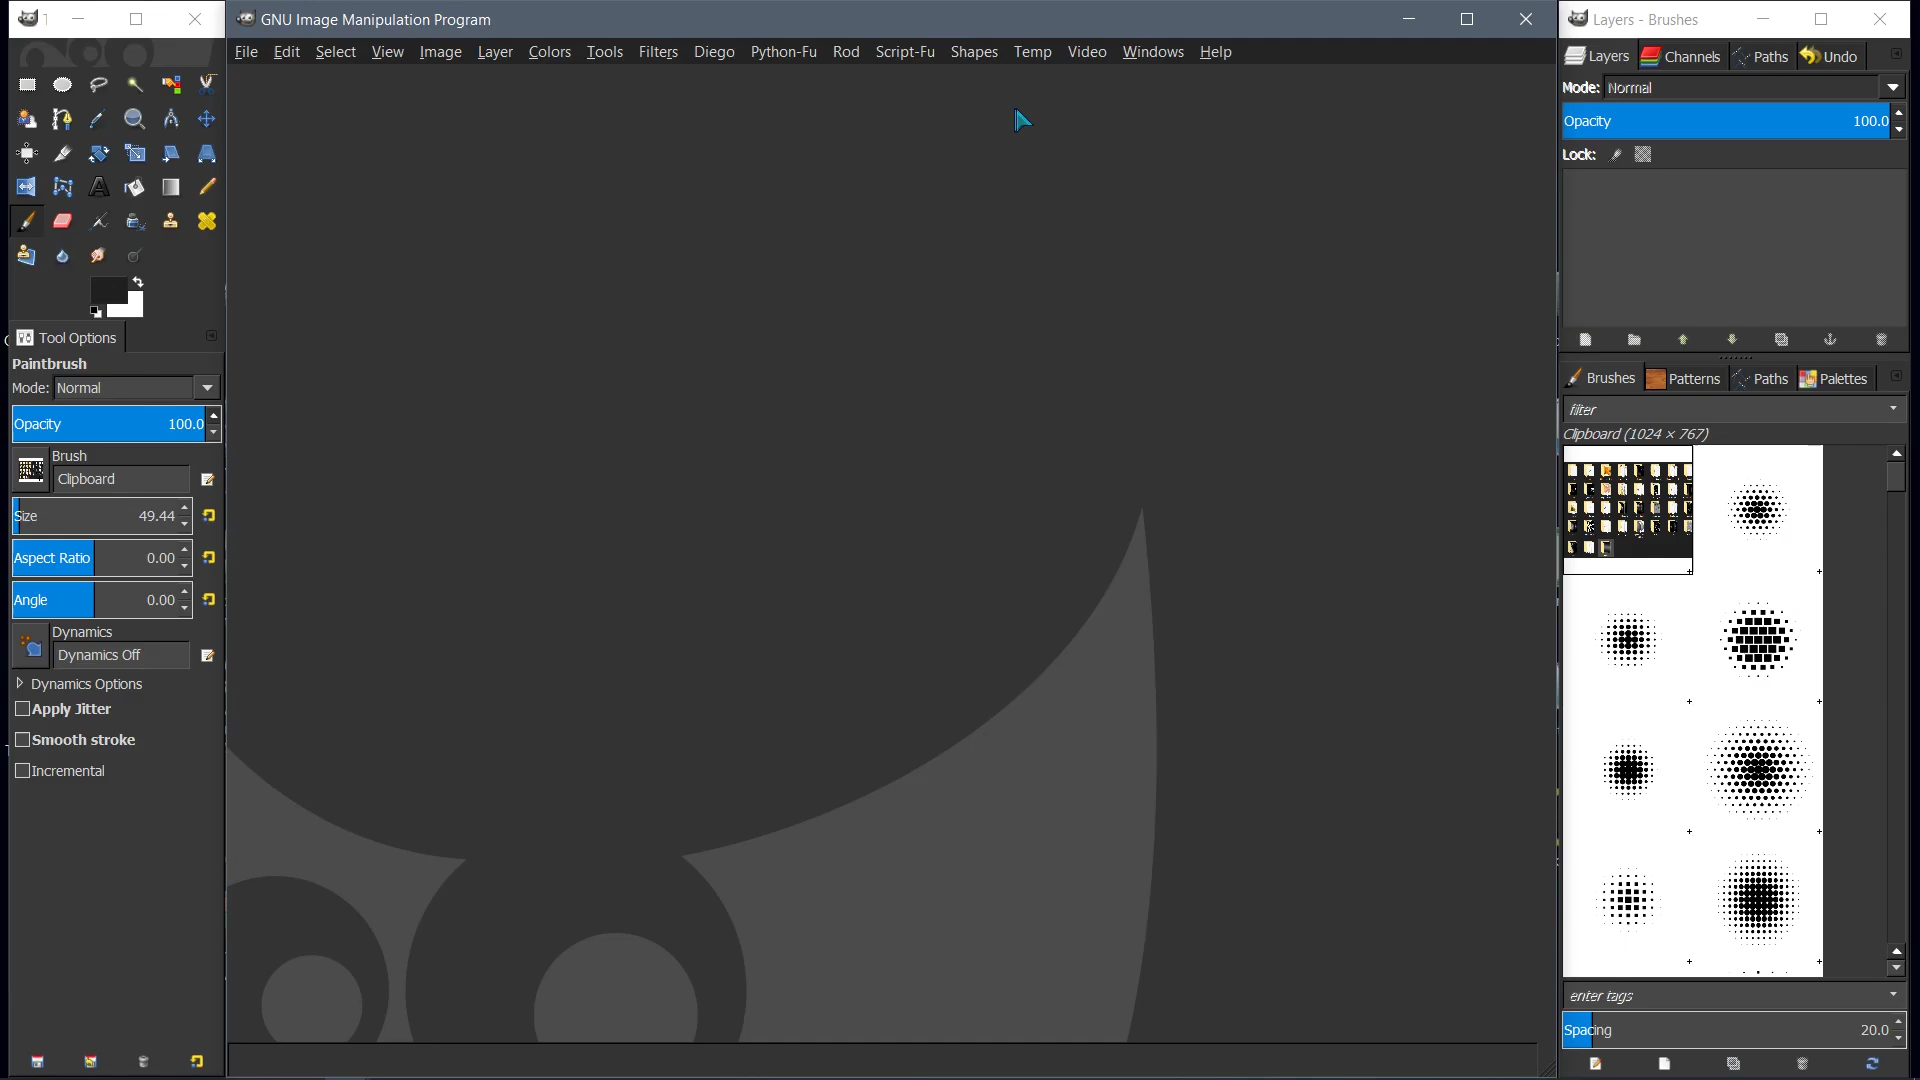 GNU Image Manipulation Program
File Edit Select View Image Layer Colors Tools Filters Diego Python-Fu Rod Script-Fu Shapes Temp Video Windows Help
Tool Options
Paintbrush
Mode: Normal
Opacity 100.0
Brush
Clipboard
Size 49.44
Aspect Ratio 0.00
Angle 0.00
Dynamics
Dynamics Off
Dynamics Options
Apply Jitter
Smooth stroke
Incremental
Layers - Brushes
Layers Channels Paths Undo
Mode: Normal
Opacity 100.0
Lock:
Brushes Patterns Paths Palettes
filter
Clipboard (1024 × 767)
enter tags
Spacing 20.0